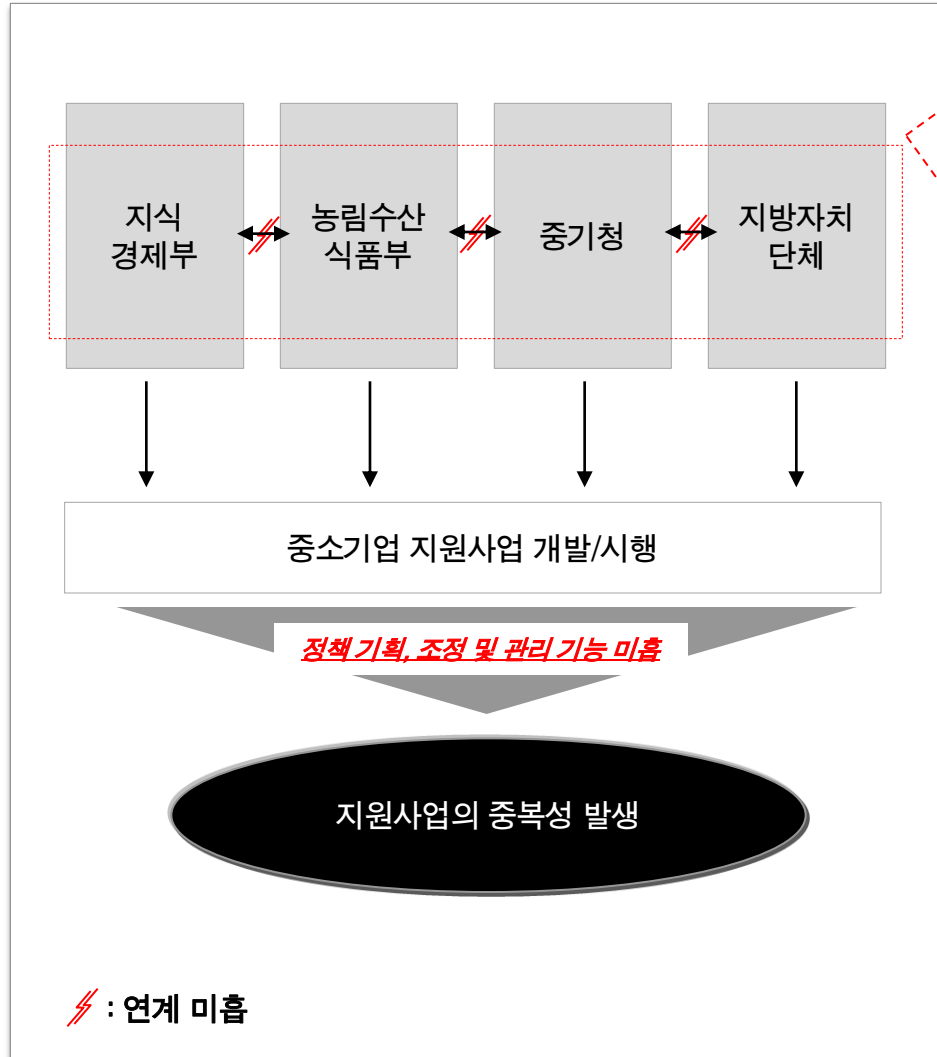 지식
경제부
농림수산
식품부
중기청
지방자치
단체
중소기업 지원사업 개발/시행
정책 기획, 조정 및 관리 기능 미흡
지원사업의 중복성 발생
: 연계 미흡